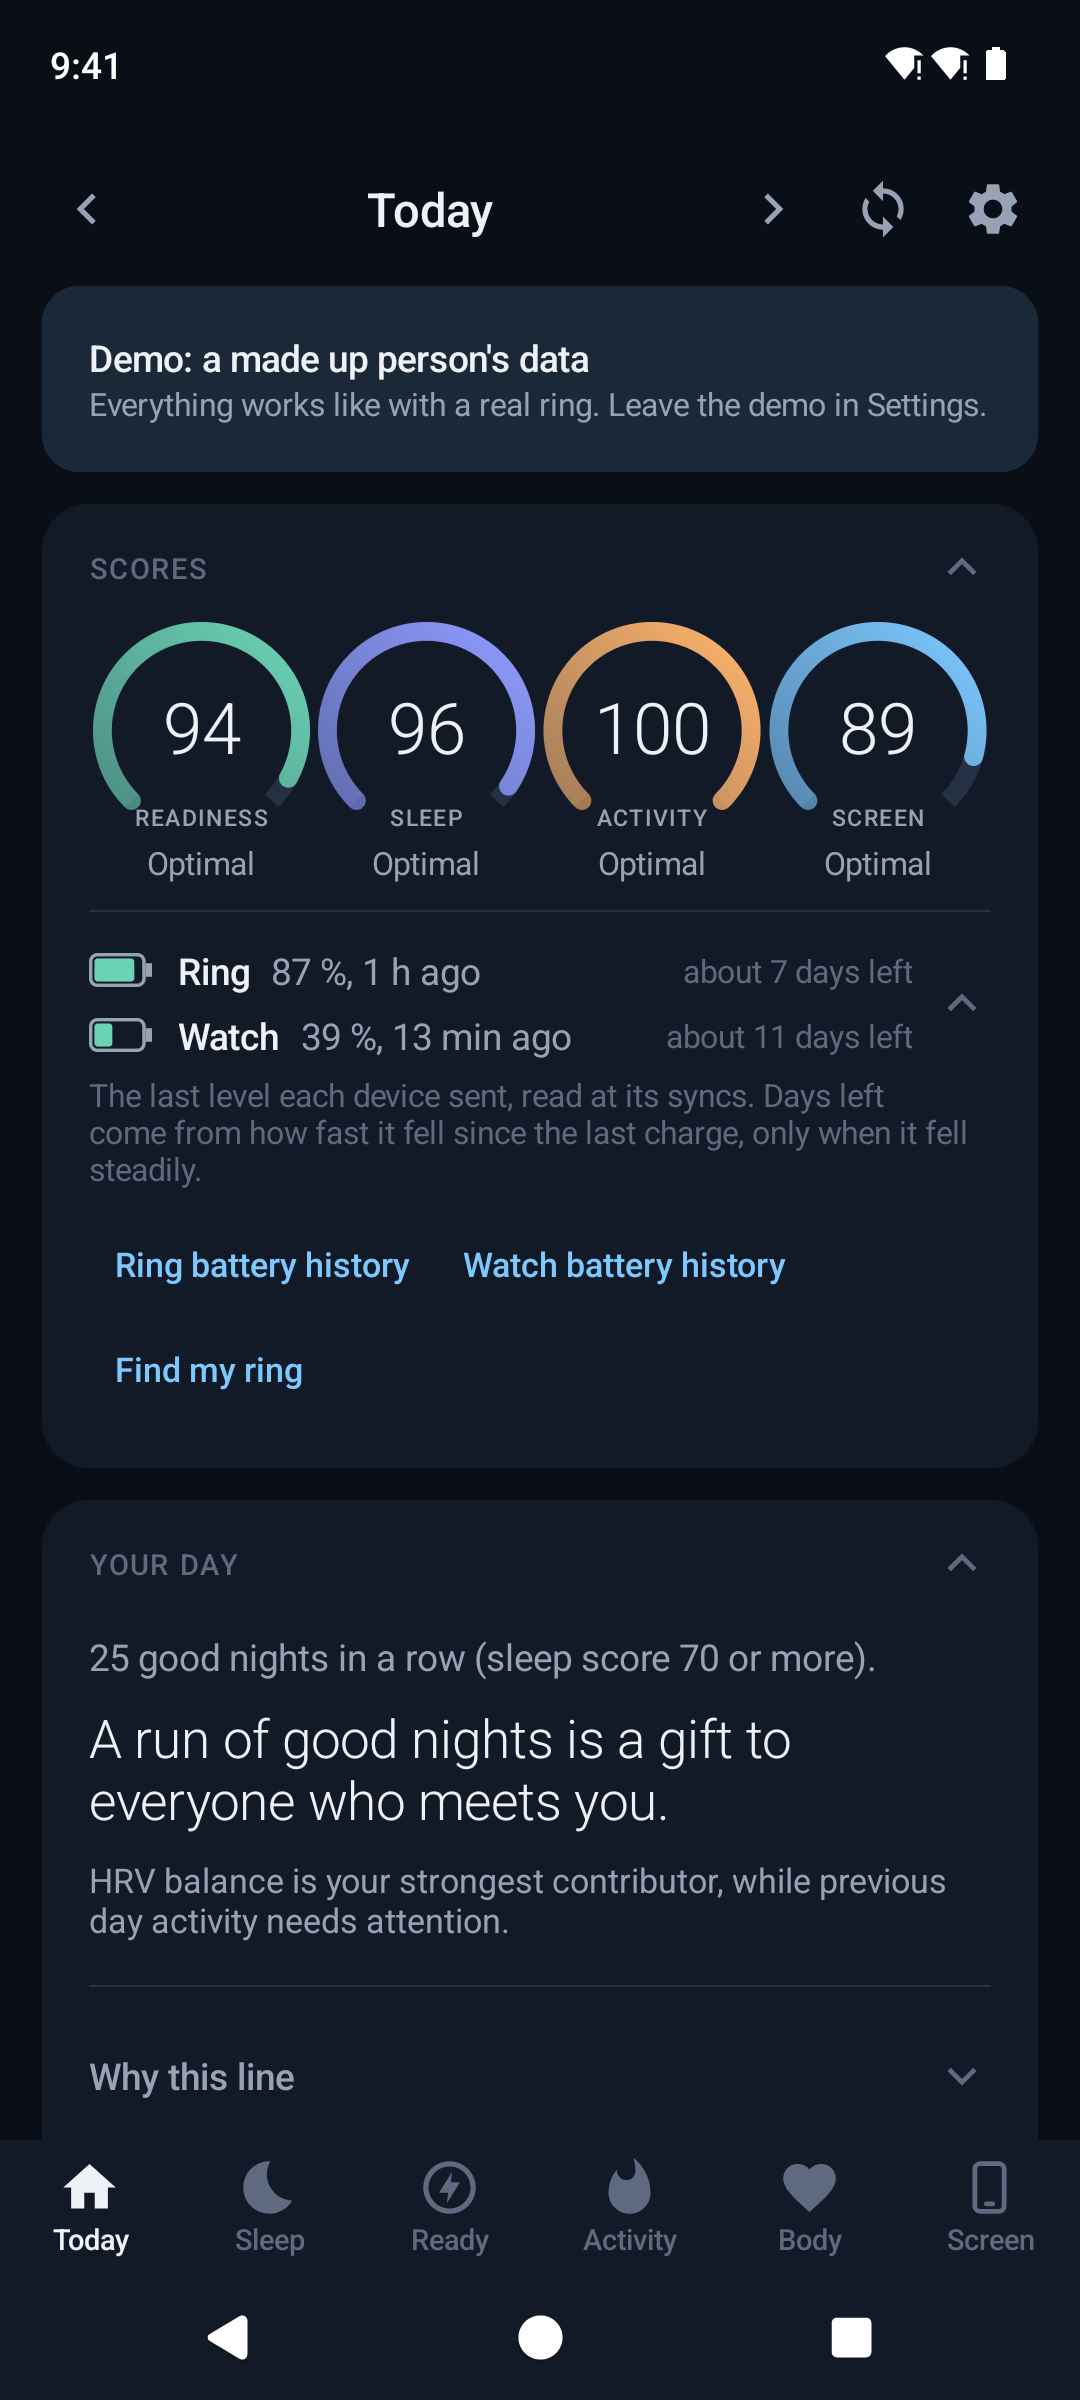 9:41
Today
Demo: a made up person's data
Everything works like with a real ring. Leave the demo in Settings.
SCORES
94 96 100 89
READINESS SLEEP ACTIVITY SCREEN
Optimal Optimal Optimal Optimal
Ring 87 %, 1 h ago about 7 days left
Watch 39 %, 13 min ago about 11 days left
The last level each device sent, read at its syncs. Days left
come from how fast it fell since the last charge, only when it fell
steadily.
Ring battery history Watch battery history
Find my ring
YOUR DAY
25 good nights in a row (sleep score 70 or more).
A run of good nights is a gift to
everyone who meets you.
HRV balance is your strongest contributor, while previous
day activity needs attention.
Why this line
Today Sleep Ready Activity Body Screen